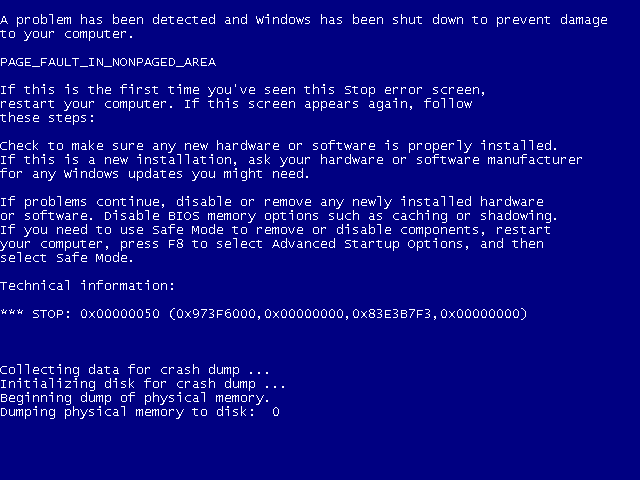 A problem has been detected and Windows has been shut down to prevent damage
to your computer.
PAGE_FAULT_IN_NONPAGED_AREA
If this is the first time you've seen this Stop error screen,
restart your computer. If this screen appears again, follow
these steps:
Check to make sure any new hardware or software is properly installed.
If this is a new installation, ask your hardware or software manufacturer
for any Windows updates you might need.
If problems continue, disable or remove any newly installed hardware
or software. Disable BIOS memory options such as caching or shadowing.
If you need to use Safe Mode to remove or disable components, restart
your computer, press F8 to select Advanced Startup Options, and then
select Safe Mode.
Technical information:
*** STOP: 0x00000050 (0x973F6000,0x00000000,0x83E3B7F3,0x00000000)
Collecting data for crash dump ...
Initializing disk for crash dump ...
Beginning dump of physical memory.
Dumping physical memory to disk:  0